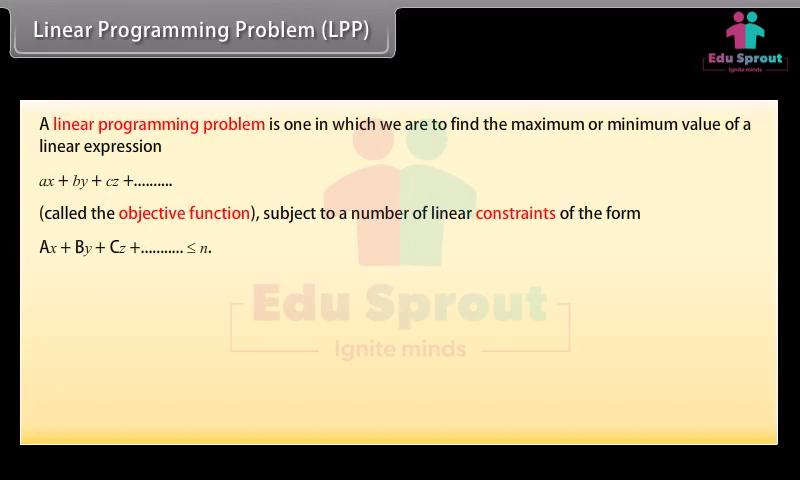 Linear Programming Problem (LPP)
Edu Sprout
Ignite minds
A linear programming problem is one in which we are to find the maximum or minimum value of a
linear expression
ax + by + cz +..........
(called the objective function), subject to a number of linear constraints of the form
Ax + By + Cz +........... ≤ n.
Edu Sprout
Ignite minds